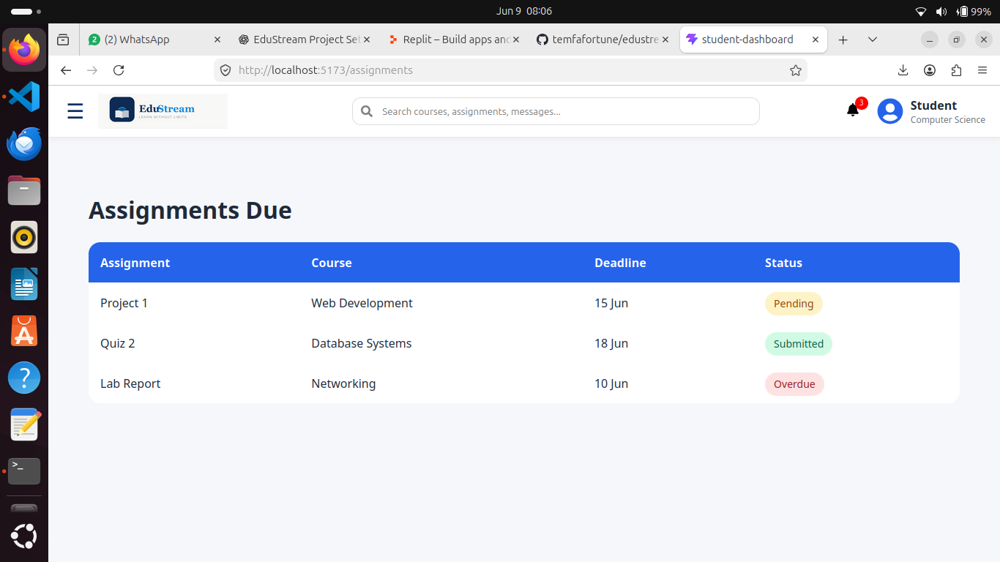 Jun 9 08:06
99%
2 (2) WhatsApp
EduStream Project Set
Replit – Build apps and
temfafortune/edustre
student-dashboard
http://localhost:5173/assignments
EduStream
LEARN WITHOUT LIMITS
Search courses, assignments, messages...
3
Student
Computer Science
Assignments Due
Assignment Course Deadline Status
Project 1 Web Development 15 Jun Pending
Quiz 2 Database Systems 18 Jun Submitted
Lab Report Networking 10 Jun Overdue